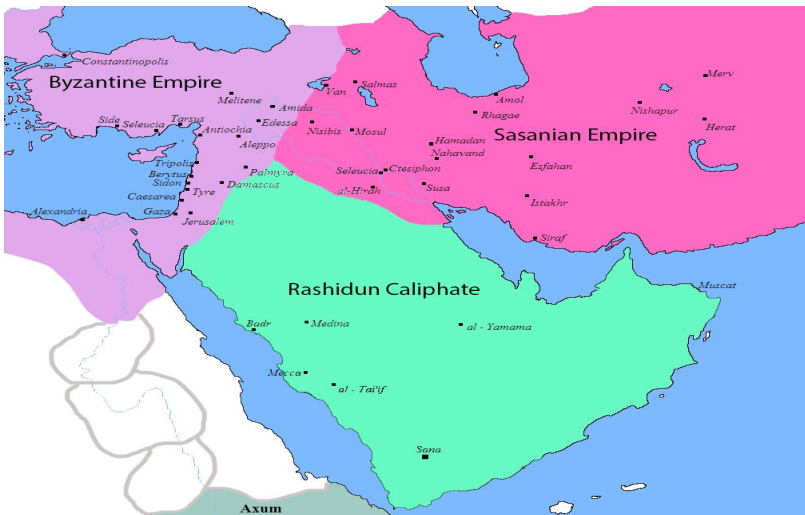 Constantinopolis
Byzantine Empire
Melitene
Amida
Side
Seleucia
Tarsus
Edessa
Antiochia
Aleppo
Tripolis
Berytus
Sidon
Palmyra
Tyre
Damascus
Caesarea
Alexandria
Gaza
Jerusalem
Van
Salmas
Amol
Rhagae
Merv
Nishapur
Herat
Sasanian Empire
Nisibis
Mosul
Hamadan
Nahavand
Seleucia
Ctesiphon
Esfahan
al-Hirah
Susa
Istakhr
Siraf
Rashidun Caliphate
Muscat
Badr
Medina
al - Yamama
Mecca
al - Tai'if
Sana
Axum